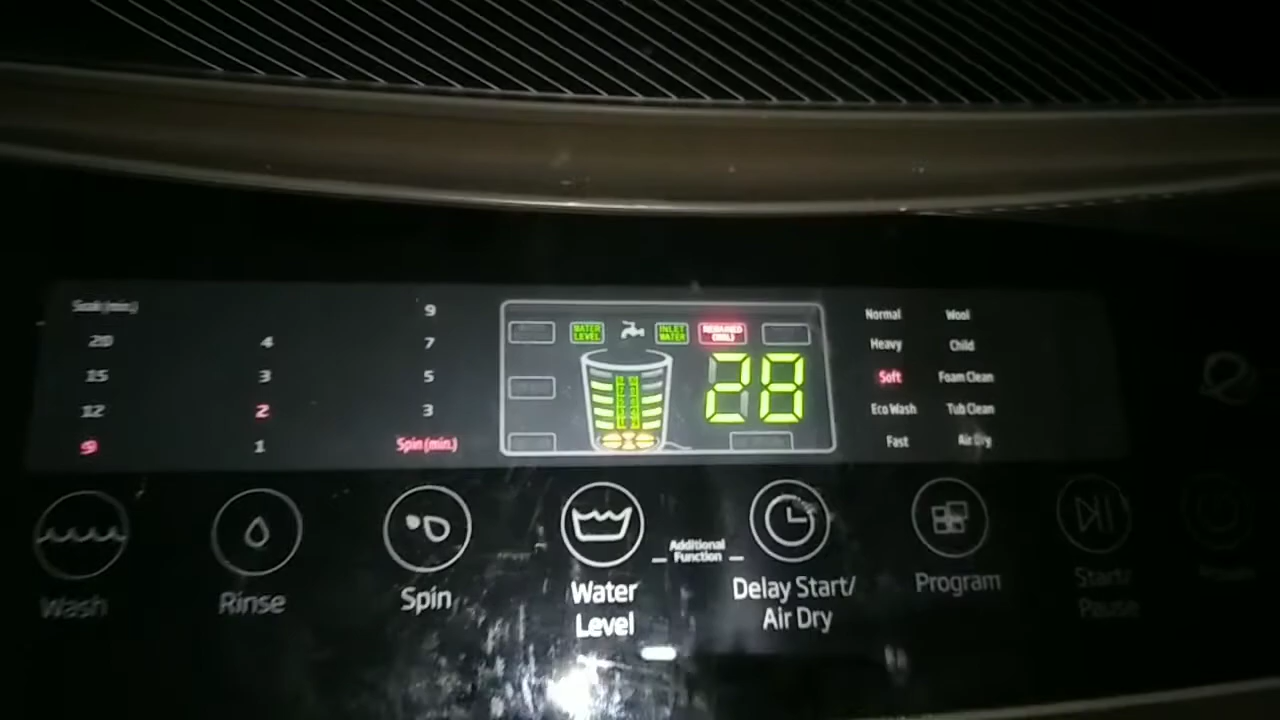 Soak (min.)
20
15
12
9
4
3
2
1
9
7
5
3
Spin (min.)
WATER
LEVEL
INLET
WATER
REMAINED
(MIN.)
28
Normal
Heavy
Soft
Eco Wash
Fast
Wool
Child
Foam Clean
Tub Clean
Air Dry
Wash
Rinse
Spin
Water
Level
Additional
Function
Delay Start/
Air Dry
Program
Start/
Pause